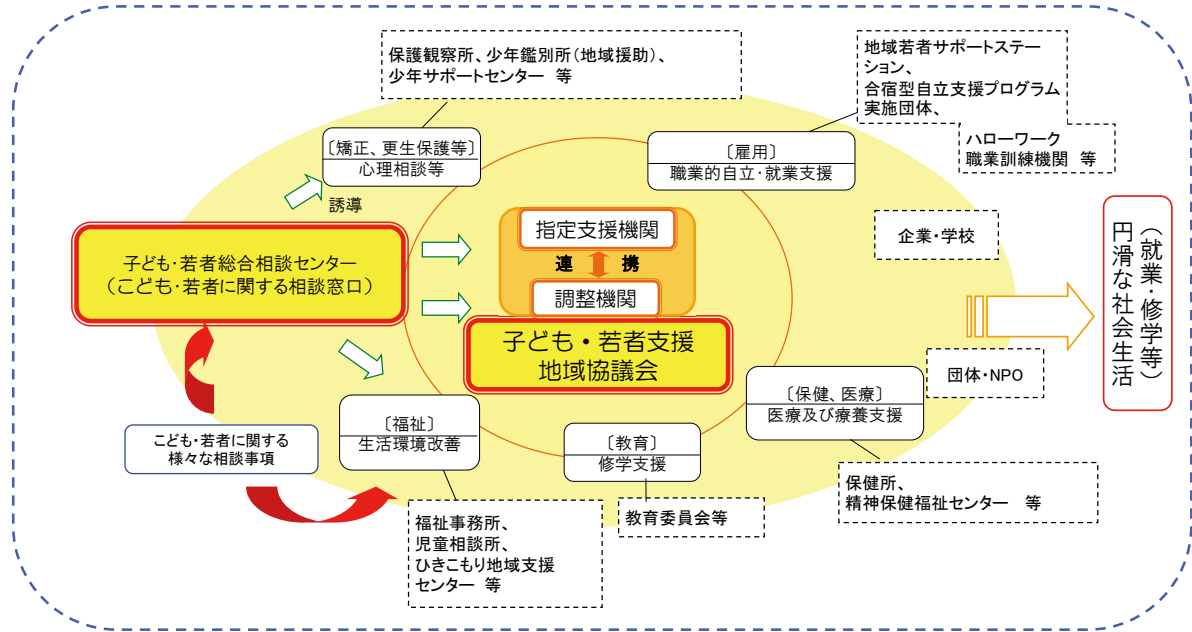 保護観察所、少年鑑別所(地域援助)、
少年サポートセンター 等
地域若者サポートステー
ション、
合宿型自立支援プログラム
実施団体、
ハローワーク
職業訓練機関 等
〔矯正、更生保護等〕
心理相談等
〔雇用〕
職業的自立・就業支援
誘導
指定支援機関
連 携
調整機関
子ども・若者支援
地域協議会
子ども・若者総合相談センター
(こども・若者に関する相談窓口)
企業・学校
団体・NPO
円滑な社会生活
(就業・修学等)
〔保健、医療〕
医療及び療養支援
〔福祉〕
生活環境改善
〔教育〕
修学支援
こども・若者に関する
様々な相談事項
保健所、
精神保健福祉センター 等
教育委員会等
福祉事務所、
児童相談所、
ひきこもり地域支援
センター 等